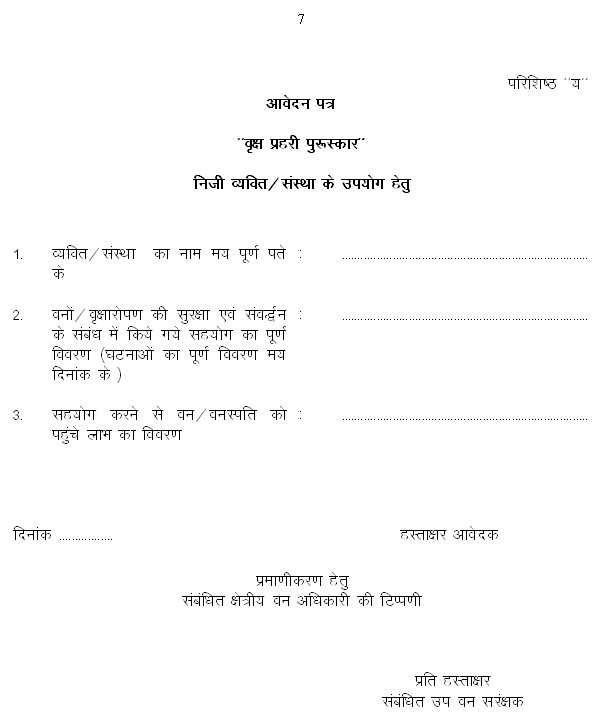 7
परिशिष्ठ ¨य¨
आवेदन पत्र
¨वृक्ष प्रहरी पुरूस्कार¨
निजी व्यक्ति/संस्था के उपयोग हेतु
1. व्यक्ति/संस्था का नाम मय पूर्ण पते : ..........................................................
के
2. वनों/वृक्षारोपण की सुरक्षा एवं संवर्द्धन : ..........................................................
के संबंध में किये गये सहयोग का पूर्ण
विवरण (घटनाओं का पूर्ण विवरण मय
दिनांक के )
3. सहयोग करने से वन/वनस्पति को : ..........................................................
पहुंचे लाभ का विवरण
दिनांक ................. हस्ताक्षर आवेदक
प्रमाणीकरण हेतु
संबंधित क्षेत्रीय वन अधिकारी की टिप्पणी
प्रति हस्ताक्षर
संबंधित उप वन सरंक्षक